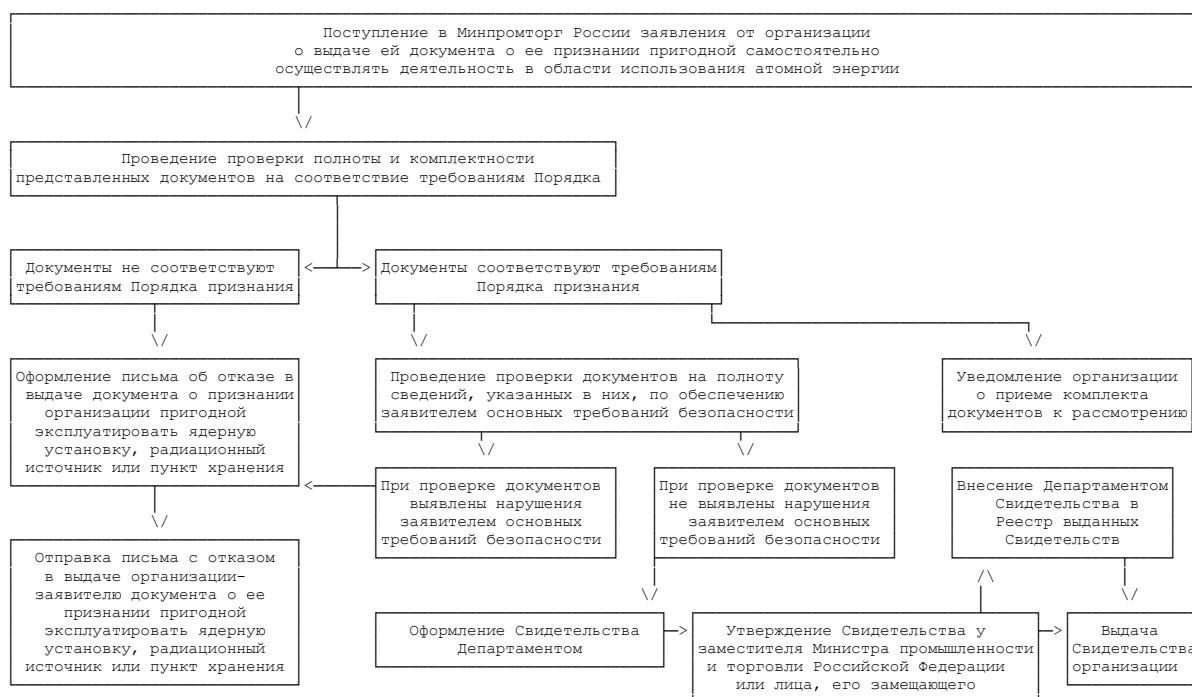 Поступление в Минпромторг России заявления от организации
о выдаче ей документа о ее признании пригодной самостоятельно
осуществлять деятельность в области использования атомной энергии
Проведение проверки полноты и комплектности
представленных документов на соответствие требованиям Порядка
Документы не соответствуют
требованиям Порядка признания
Документы соответствуют требованиям
Порядка признания
Оформление письма об отказе в
выдаче документа о признании
организации пригодной
эксплуатировать ядерную
установку, радиационный
источник или пункт хранения
Проведение проверки документов на полноту
сведений, указанных в них, по обеспечению
заявителем основных требований безопасности
Уведомление организации
о приеме комплекта
документов к рассмотрению
При проверке документов
выявлены нарушения
заявителем основных
требований безопасности
При проверке документов
не выявлены нарушения
заявителем основных
требований безопасности
Внесение Департаментом
Свидетельства в
Реестр выданных
Свидетельств
Отправка письма с отказом
в выдаче организации-
заявителю документа о ее
признании пригодной
эксплуатировать ядерную
установку, радиационный
источник или пункт хранения
Оформление Свидетельства
Департаментом
Утверждение Свидетельства у
заместителя Министра промышленности
и торговли Российской Федерации
или лица, его замещающего
Выдача
Свидетельства
организации